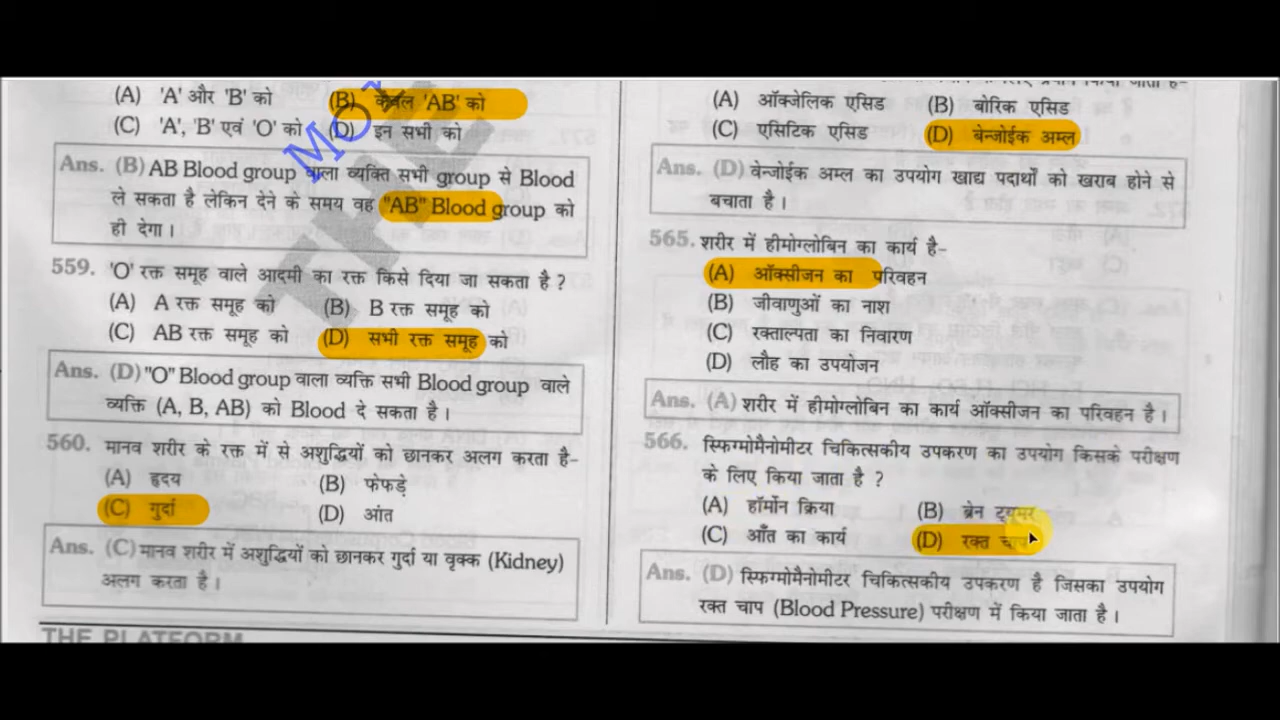 (A) 'A' और 'B' को (B) केवल 'AB' को
(C) 'A', 'B' एवं 'O' को (D) इन सभी को
Ans. (B) AB Blood group वाला व्यक्ति सभी group से Blood
ले सकता है लेकिन देने के समय वह "AB" Blood group को
ही देगा।
559. 'O' रक्त समूह वाले आदमी का रक्त किसे दिया जा सकता है ?
(A) A रक्त समूह को (B) B रक्त समूह को
(C) AB रक्त समूह को (D) सभी रक्त समूह को
Ans. (D) "O" Blood group वाला व्यक्ति सभी Blood group वाले
व्यक्ति (A, B, AB) को Blood दे सकता है।
560. मानव शरीर के रक्त में से अशुद्धियों को छानकर अलग करता है-
(A) हृदय (B) फेफड़े
(C) गुर्दा (D) आंत
Ans. (C) मानव शरीर में अशुद्धियों को छानकर गुर्दा या वृक्क (Kidney)
अलग करता है।
THE PLATFORM
(A) ऑक्जेलिक एसिड (B) बोरिक एसिड
(C) एसिटिक एसिड (D) बेन्जोईक अम्ल
Ans. (D) बेन्जोईक अम्ल का उपयोग खाद्य पदार्थों को खराब होने से
बचाता है।
565. शरीर में हीमोग्लोबिन का कार्य है-
(A) ऑक्सीजन का परिवहन
(B) जीवाणुओं का नाश
(C) रक्ताल्पता का निवारण
(D) लौह का उपयोजन
Ans. (A) शरीर में हीमोग्लोबिन का कार्य ऑक्सीजन का परिवहन है।
566. स्फिग्मोमैनोमीटर चिकित्सकीय उपकरण का उपयोग किसके परीक्षण
के लिए किया जाता है ?
(A) हॉर्मोन क्रिया (B) ब्रेन ट्यूमर
(C) आँत का कार्य (D) रक्त चाप
Ans. (D) स्फिग्मोमैनोमीटर चिकित्सकीय उपकरण है जिसका उपयोग
रक्त चाप (Blood Pressure) परीक्षण में किया जाता है।